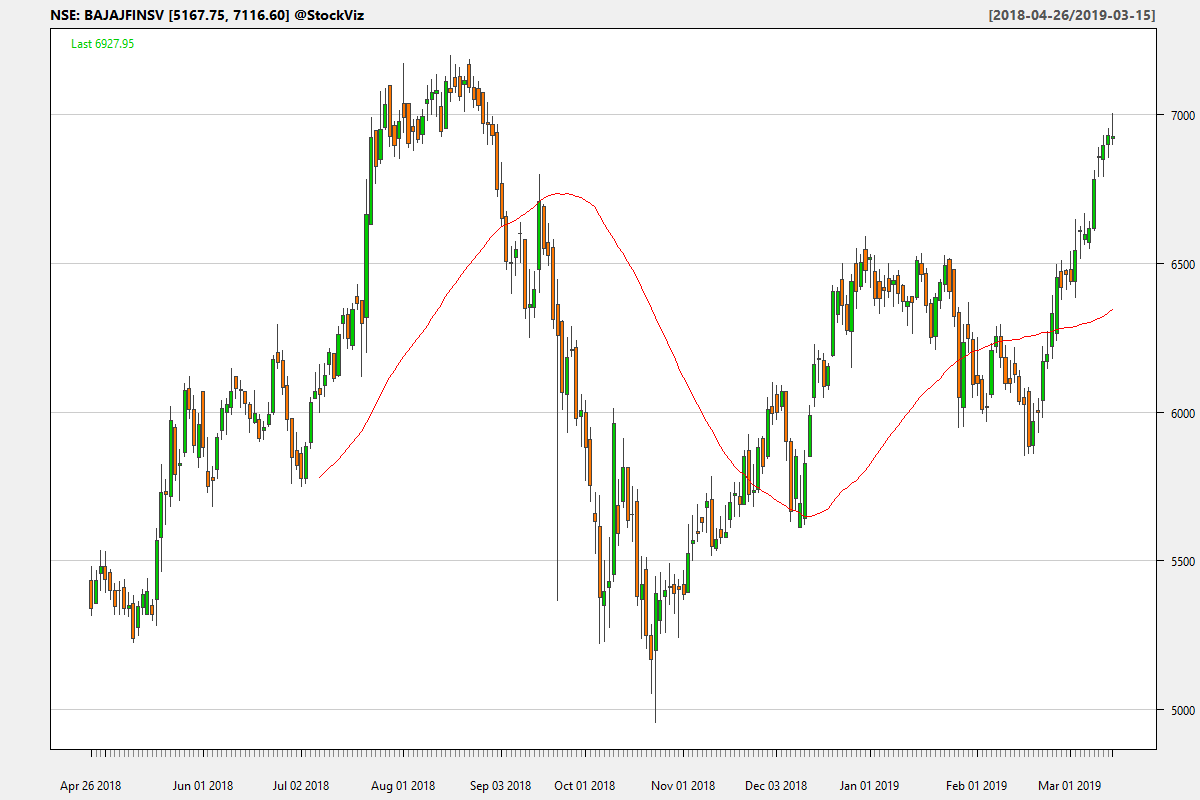 NSE: BAJAJFINSV [5167.75, 7116.60] @StockViz
[2018-04-26/2019-03-15]
Last 6927.95
7000
6500
6000
5500
5000
Apr 26 2018
Jun 01 2018
Jul 02 2018
Aug 01 2018
Sep 03 2018
Oct 01 2018
Nov 01 2018
Dec 03 2018
Jan 01 2019
Feb 01 2019
Mar 01 2019